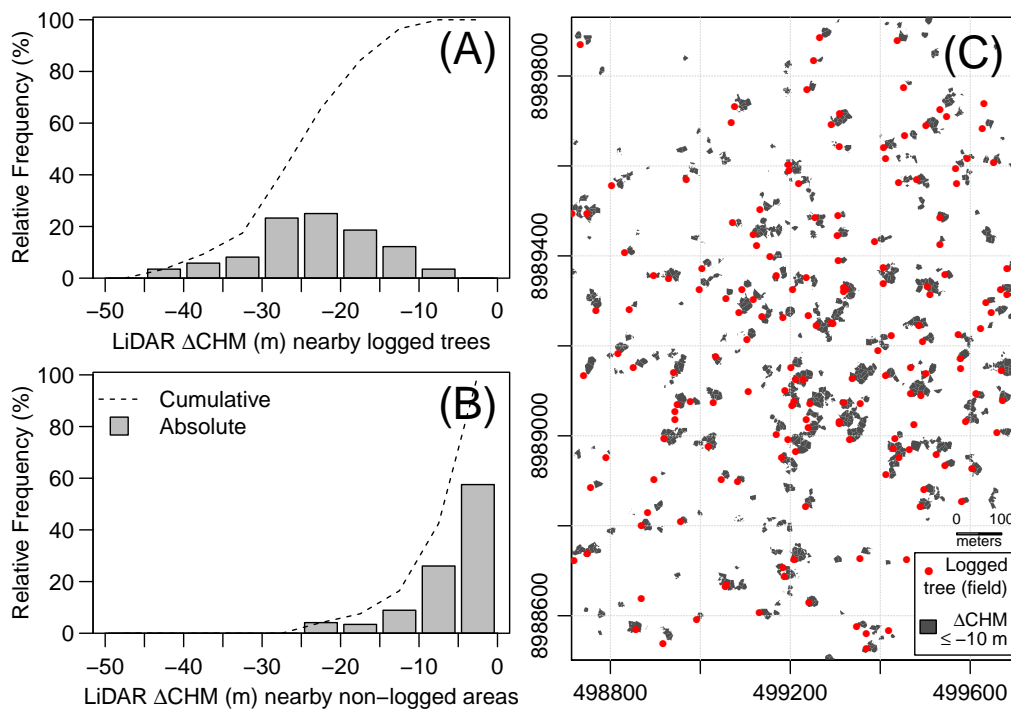 (A)
Relative Frequency (%)
100
80
60
40
20
0
−50 −40 −30 −20 −10 0
LiDAR ΔCHM (m) nearby logged trees
(B)
Cumulative
Absolute
Relative Frequency (%)
100
80
60
40
20
0
−50 −40 −30 −20 −10 0
LiDAR ΔCHM (m) nearby non−logged areas
(C)
8989800
8989400
8989000
8988600
498800 499200 499600
0 100
meters
Logged
tree (field)
ΔCHM
≤ −10 m